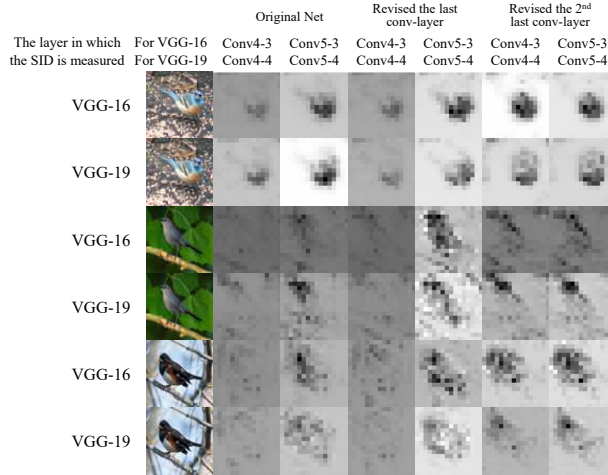 Original Net
Revised the last
conv-layer
Revised the 2nd
last conv-layer
The layer in which
the SID is measured
For VGG-16 Conv4-3 Conv5-3 Conv4-3 Conv5-3 Conv4-3 Conv5-3
For VGG-19 Conv4-4 Conv5-4 Conv4-4 Conv5-4 Conv4-4 Conv5-4
VGG-16
VGG-19
VGG-16
VGG-19
VGG-16
VGG-19